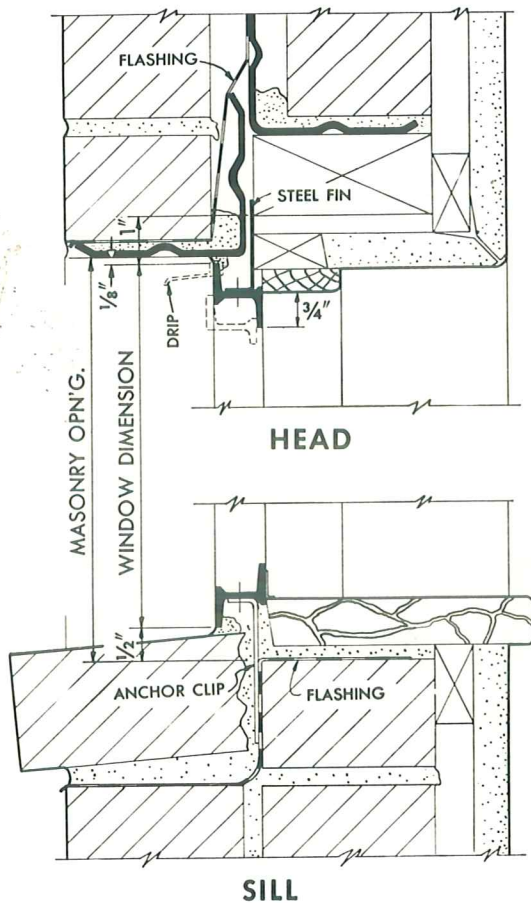 FLASHING
1"
STEEL FIN
1/8"
DRIP
3/4"
MASONRY OPN'G.
WINDOW DIMENSION
HEAD
1/2"
ANCHOR CLIP
FLASHING
SILL